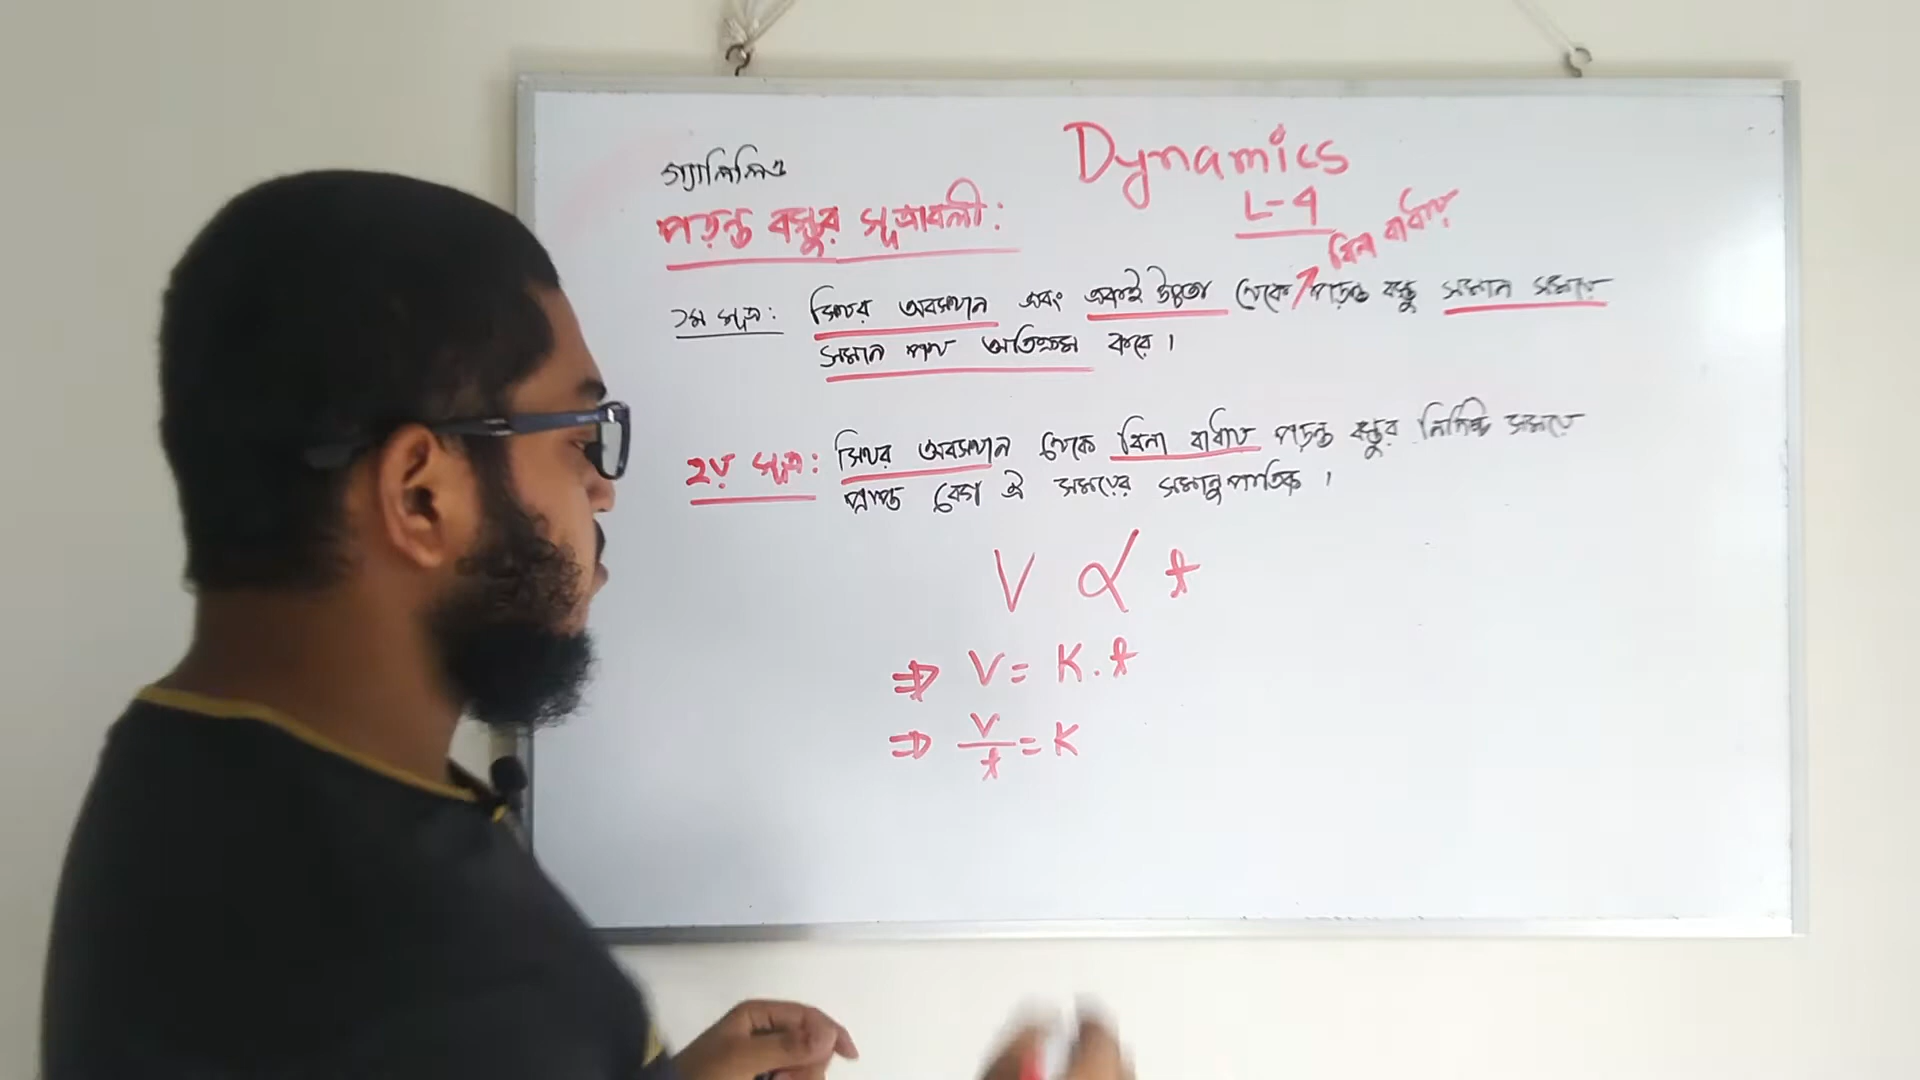 Dynamics
L-4
গ্যালিলিও
পড়ন্ত বস্তুর সূত্রাবলী:
বিনা বাধায়
১ম সূত্র: স্থির অবস্থান এবং একই উচ্চতা থেকে পড়ন্ত বস্তু সমান সময়ে
সমান পথ অতিক্রম করে।
২য় সূত্র: স্থির অবস্থান থেকে বিনা বাধায় পড়ন্ত বস্তুর নির্দিষ্ট সময়ে
প্রাপ্ত বেগ ঐ সময়ের সমানুপাতিক।
V ∝ t
⇒ V = K.t
⇒ V/t = K